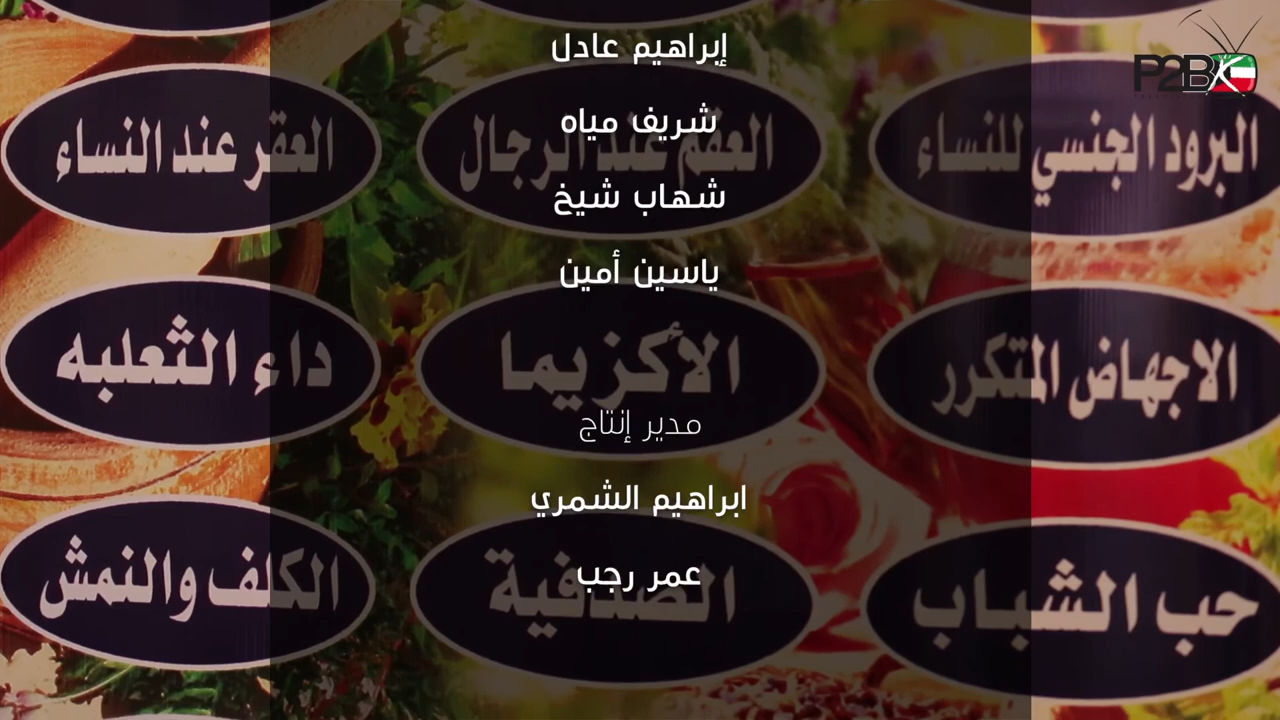 إبراهيم عادل
P2BK
شريف مياه
البرود الجنسي للنساء
العقم عند الرجال
العقر عند النساء
شهاب شيخ
ياسين أمين
الاجهاض المتكرر
الأكزيما
داء الثعلبه
مدير إنتاج
ابراهيم الشمري
عمر رجب
حب الشباب
الصدفية
الكلف والنمش